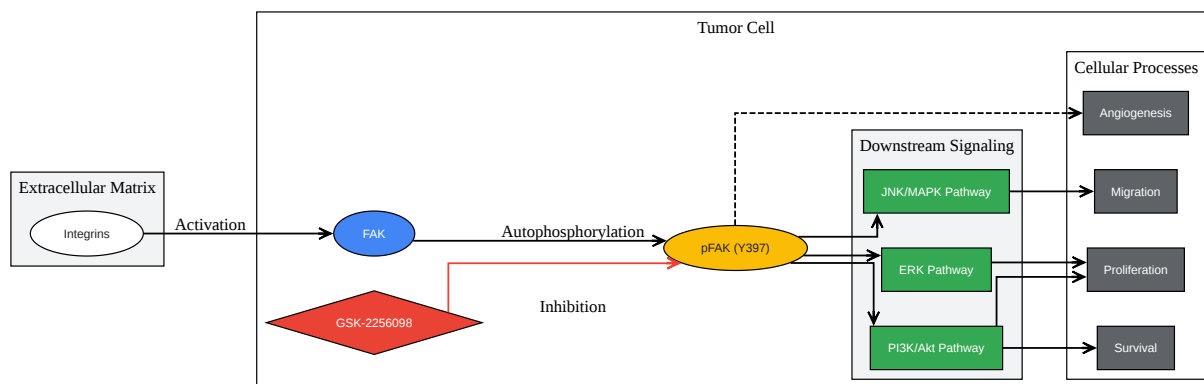 Tumor Cell
Cellular Processes
Angiogenesis
Downstream Signaling
Extracellular Matrix
JNK/MAPK Pathway
Migration
Activation
Integrins
FAK
Autophosphorylation
pFAK (Y397)
ERK Pathway
Proliferation
Inhibition
GSK-2256098
PI3K/Akt Pathway
Survival